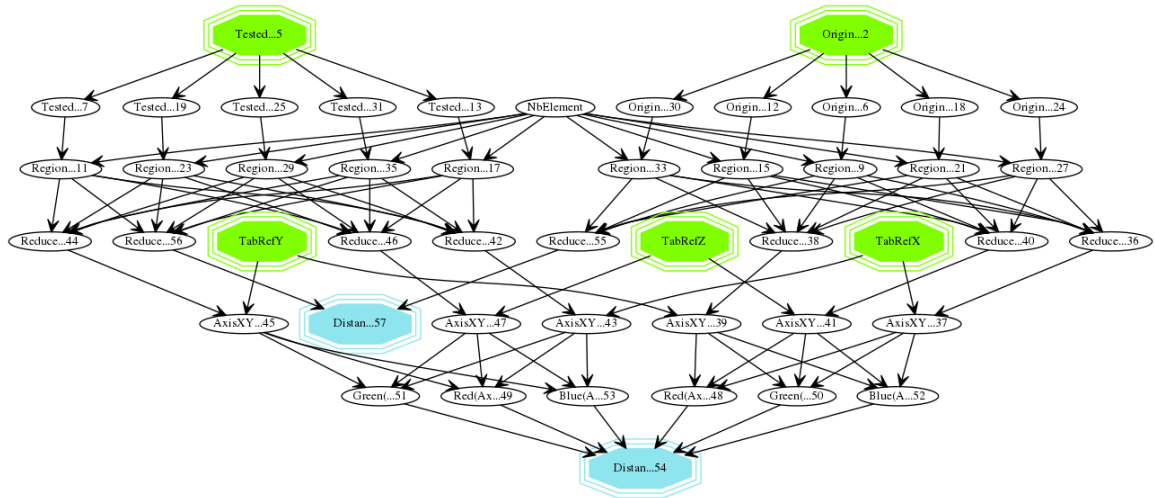 Tested...5
Origin...2
Tested...7
Tested...19
Tested...25
Tested...31
Tested...13
NbElement
Origin...30
Origin...12
Origin...6
Origin...18
Origin...24
Region...11
Region...23
Region...29
Region...35
Region...17
Region...33
Region...15
Region...9
Region...21
Region...27
Reduce...44
Reduce...56
TabRefY
Reduce...46
Reduce...42
Reduce...55
TabRefZ
Reduce...38
TabRefX
Reduce...40
Reduce...36
AxisXY...45
Distan...57
AxisXY...47
AxisXY...43
AxisXY...39
AxisXY...41
AxisXY...37
Green(...51
Red(Ax...49
Blue(A...53
Red(Ax...48
Green(...50
Blue(A...52
Distan...54